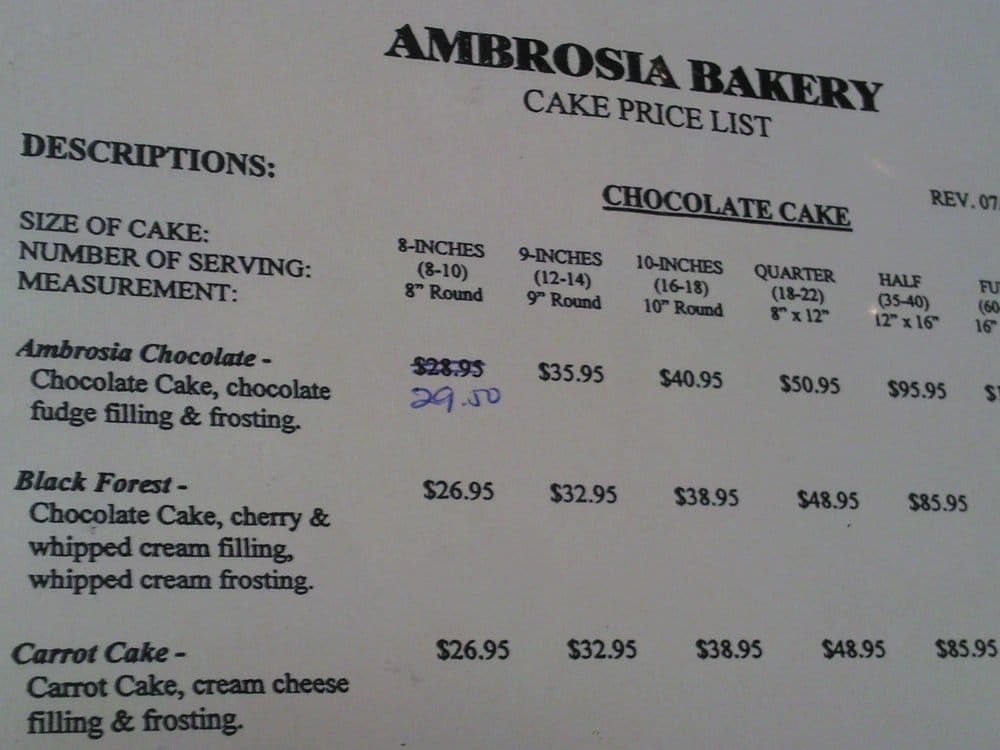 AMBROSIA BAKERY
CAKE PRICE LIST
DESCRIPTIONS:
CHOCOLATE CAKE
REV. 07
SIZE OF CAKE: 8-INCHES 9-INCHES 10-INCHES QUARTER HALF
NUMBER OF SERVING: (8-10) (12-14) (16-18) (18-22) (35-40) (60
MEASUREMENT: 8" Round 9" Round 10" Round 8" x 12" 12" x 16" 16"
Ambrosia Chocolate - $28.95 $35.95 $40.95 $50.95 $95.95
Chocolate Cake, chocolate 29.50
fudge filling & frosting.
Black Forest - $26.95 $32.95 $38.95 $48.95 $85.95
Chocolate Cake, cherry &
whipped cream filling,
whipped cream frosting.
Carrot Cake - $26.95 $32.95 $38.95 $48.95 $85.95
Carrot Cake, cream cheese
filling & frosting.